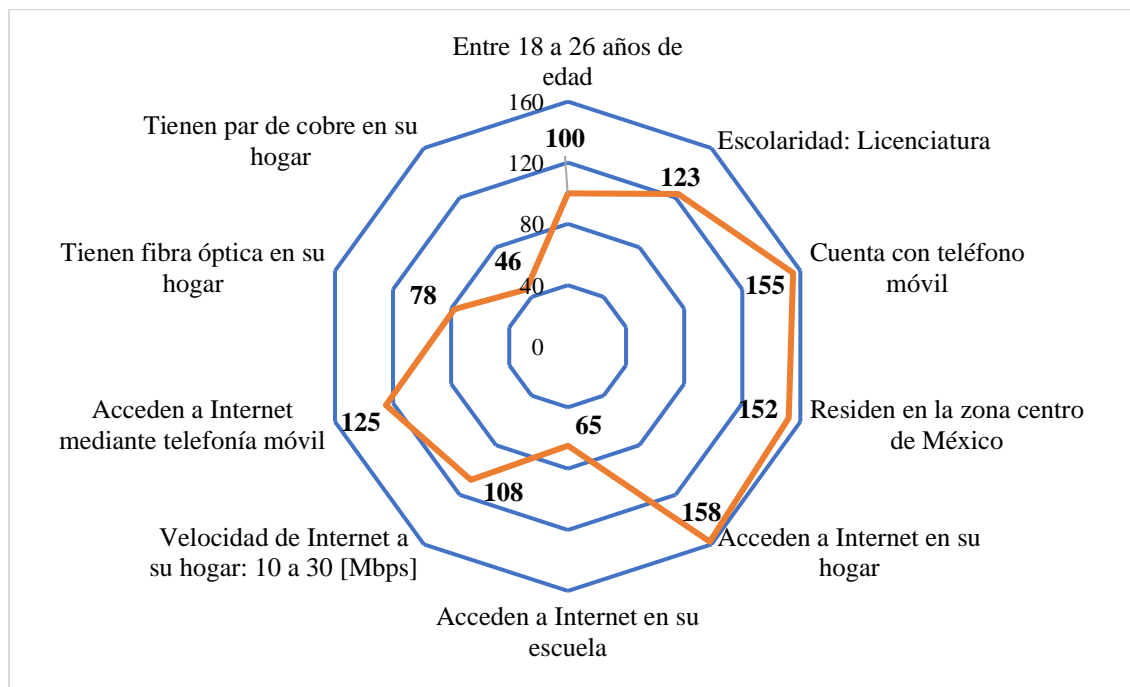 Entre 18 a 26 años de
edad
160
Tienen par de cobre en su
hogar
100
Escolaridad: Licenciatura
120
123
80
Tienen fibra óptica en su
hogar
46
Cuenta con teléfono
móvil
78
40
155
0
Acceden a Internet
mediante telefonía móvil
125
65
152
Residen en la zona centro
de México
108
158
Velocidad de Internet a
su hogar: 10 a 30 [Mbps]
Acceden a Internet en su
hogar
Acceden a Internet en su
escuela